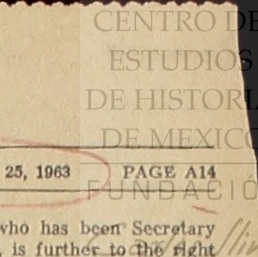 CENTRO DE
ESTUDIOS
DE HISTORI
DE MEXICO
25, 1963 PAGE A14
FUNDACIÓ
who has been Secretary
, is further to the right